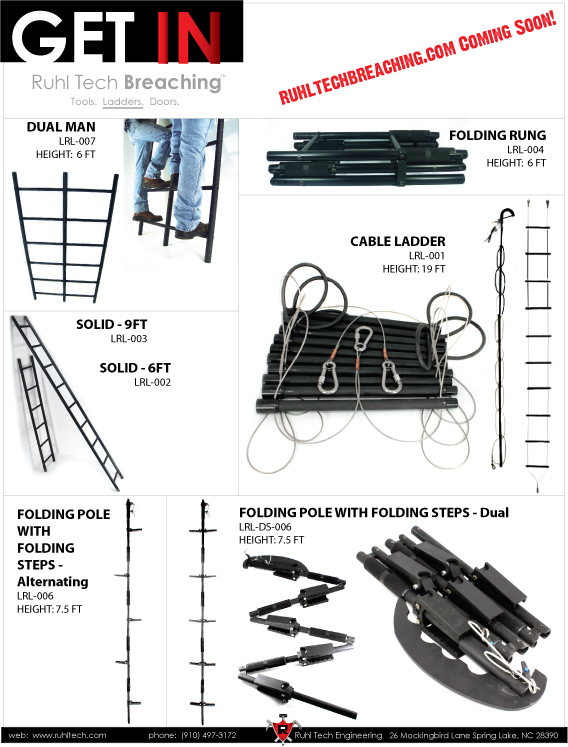 GET IN
Ruhl Tech Breaching™
Tools. Ladders. Doors.
RUHLTECHBREACHING.COM COMING SOON!
DUAL MAN
LRL-007
HEIGHT: 6 FT
FOLDING RUNG
LRL-004
HEIGHT: 6 FT
CABLE LADDER
LRL-001
HEIGHT: 19 FT
SOLID - 9FT
LRL-003
SOLID - 6FT
LRL-002
FOLDING POLE
WITH
FOLDING
STEPS -
Alternating
LRL-006
HEIGHT: 7.5 FT
FOLDING POLE WITH FOLDING STEPS - Dual
LRL-DS-006
HEIGHT: 7.5 FT
web: www.ruhltech.com phone: (910) 497-3172 Ruhl Tech Engineering 26 Mockingbird Lane Spring Lake, NC 28390